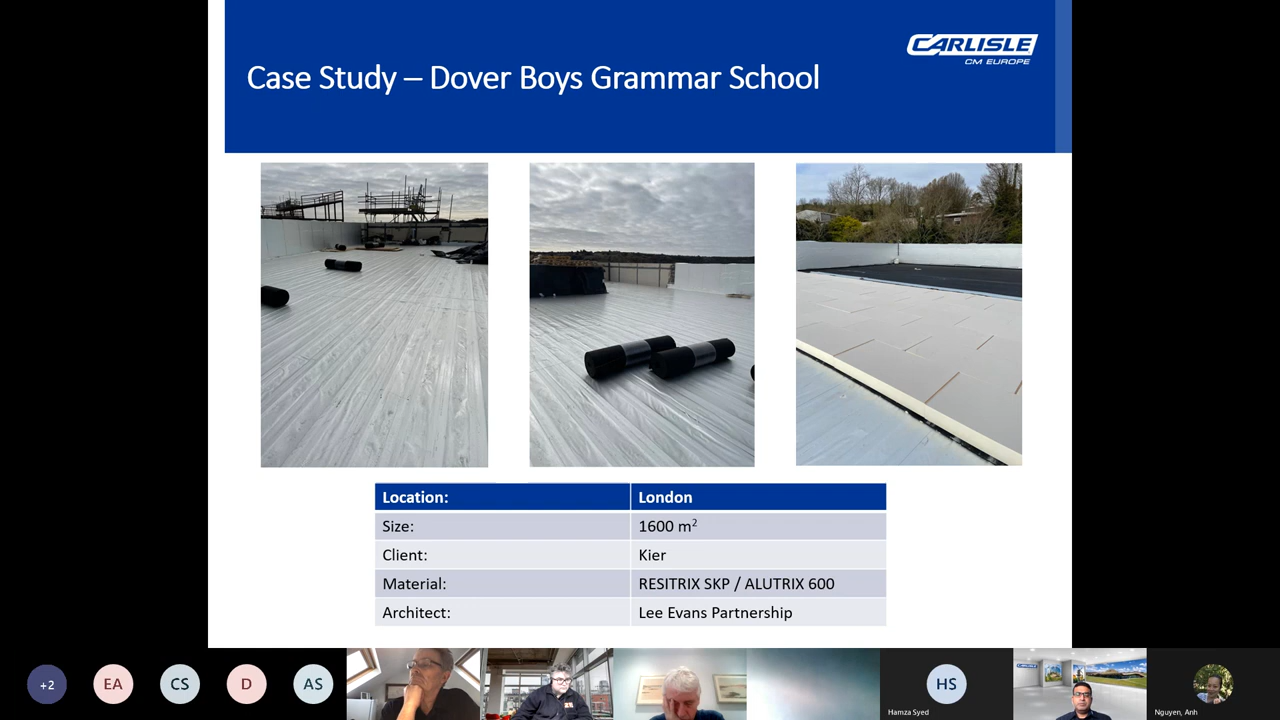 CARLISLE
CM EUROPE
Case Study – Dover Boys Grammar School
Location: London
Size: 1600 m²
Client: Kier
Material: RESITRIX SKP / ALUTRIX 600
Architect: Lee Evans Partnership
+2
EA
CS
D
AS
HS
Hamza Syed
CARLISLE
Nguyen, Anh